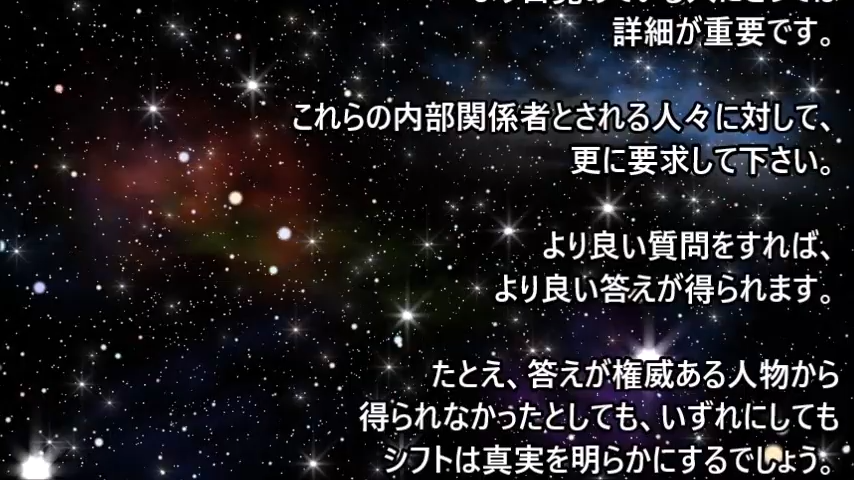 詳細が重要です。
これらの内部関係者とされる人々に対して、
更に要求して下さい。
より良い質問をすれば、
より良い答えが得られます。
たとえ、答えが権威ある人物から
得られなかったとしても、いずれにしても
シフトは真実を明らかにするでしょう。